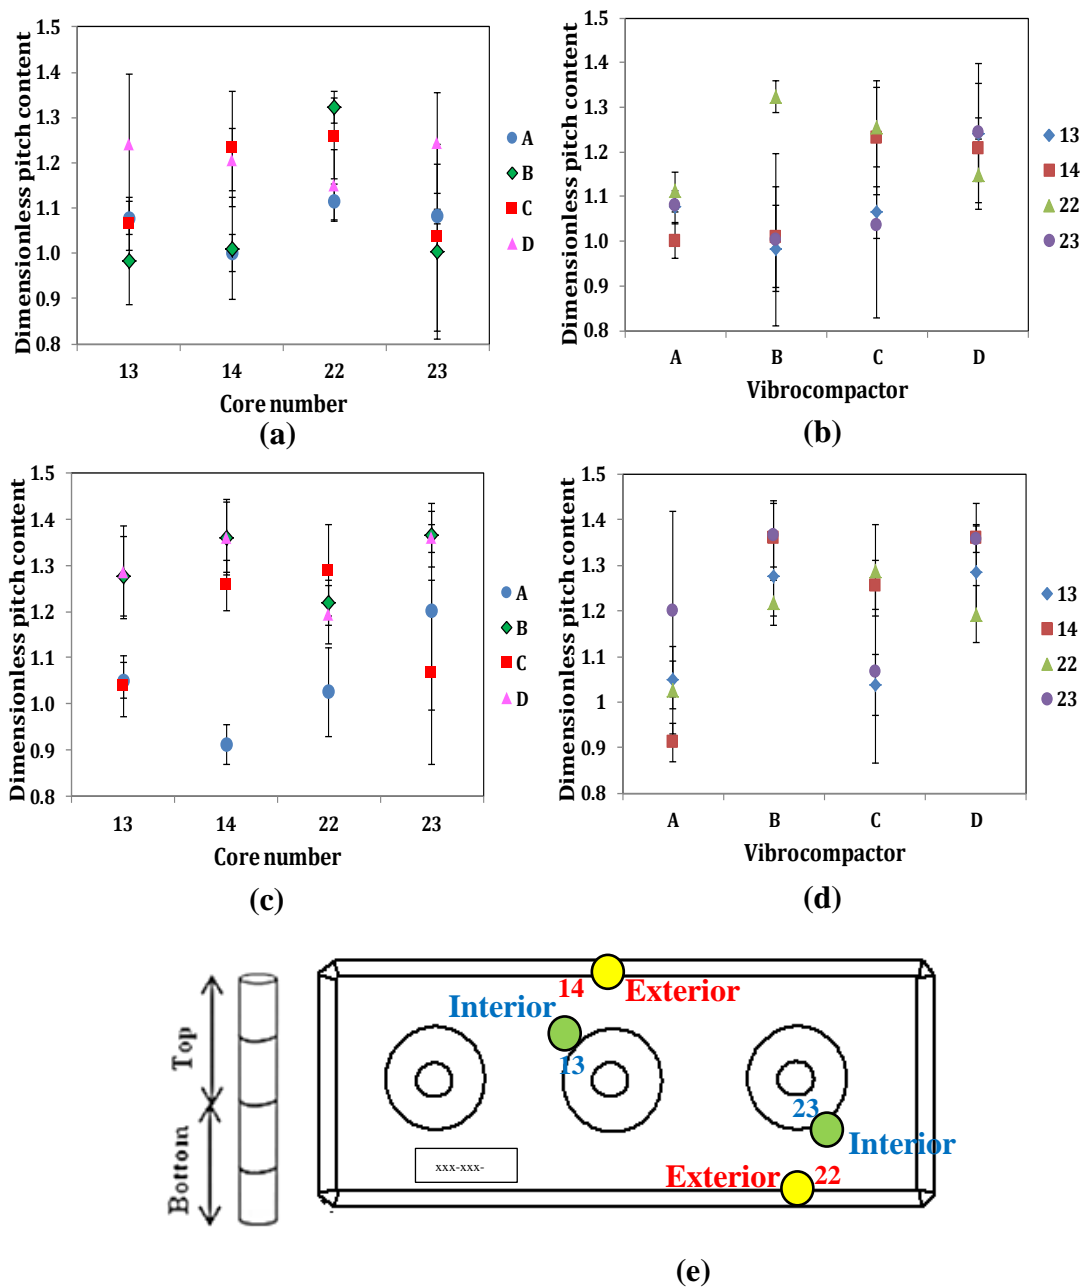 Dimensionless pitch content
1.5
1.4
1.3
1.2
1.1
1.0
0.9
0.8
13 14 22 23
Core number
A
B
C
D
(a)
Dimensionless pitch content
1.5
1.4
1.3
1.2
1.1
1.0
0.9
0.8
A B C D
Vibrocompactor
13
14
22
23
(b)
Dimensionless pitch content
1.5
1.4
1.3
1.2
1.1
1.0
0.9
0.8
13 14 22 23
Core number
A
B
C
D
(c)
Dimensionless pitch content
1.5
1.4
1.3
1.2
1.1
1
0.9
0.8
A B C D
Vibrocompactor
13
14
22
23
(d)
Top
Bottom
14 Exterior
Interior
13
23
Interior
xxx-xxx-
Exterior 22
(e)